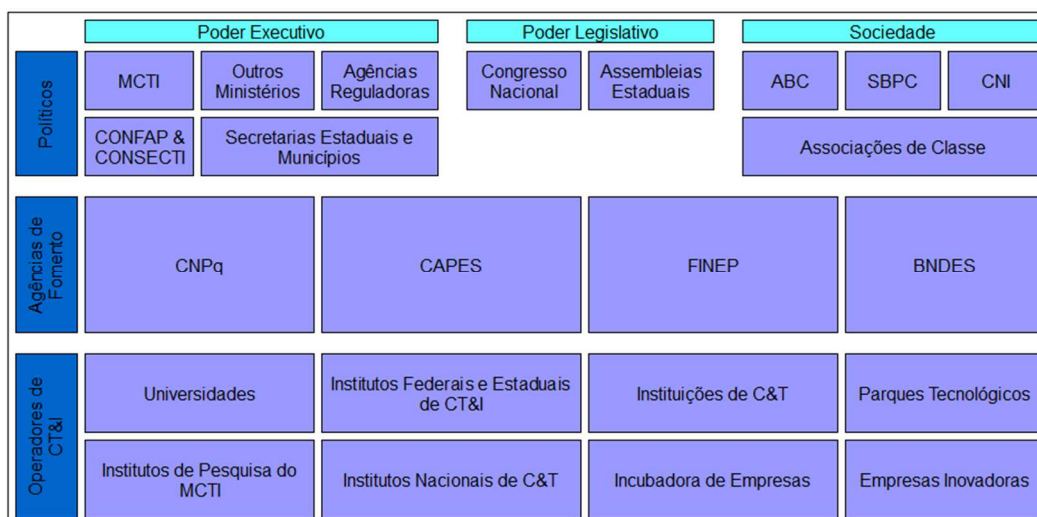 Poder Executivo
Poder Legislativo
Sociedade
Políticos
MCTI
Outros
Ministérios
Agências
Reguladoras
Congresso
Nacional
Assembleias
Estaduais
ABC
SBPC
CNI
CONFAP &
CONSECTI
Secretarias Estaduais e
Municípios
Associações de Classe
Agências de
Fomento
CNPq
CAPES
FINEP
BNDES
Operadores de
CT&I
Universidades
Institutos Federais e Estaduais
de CT&I
Instituições de C&T
Parques Tecnológicos
Institutos de Pesquisa do
MCTI
Institutos Nacionais de C&T
Incubadora de Empresas
Empresas Inovadoras